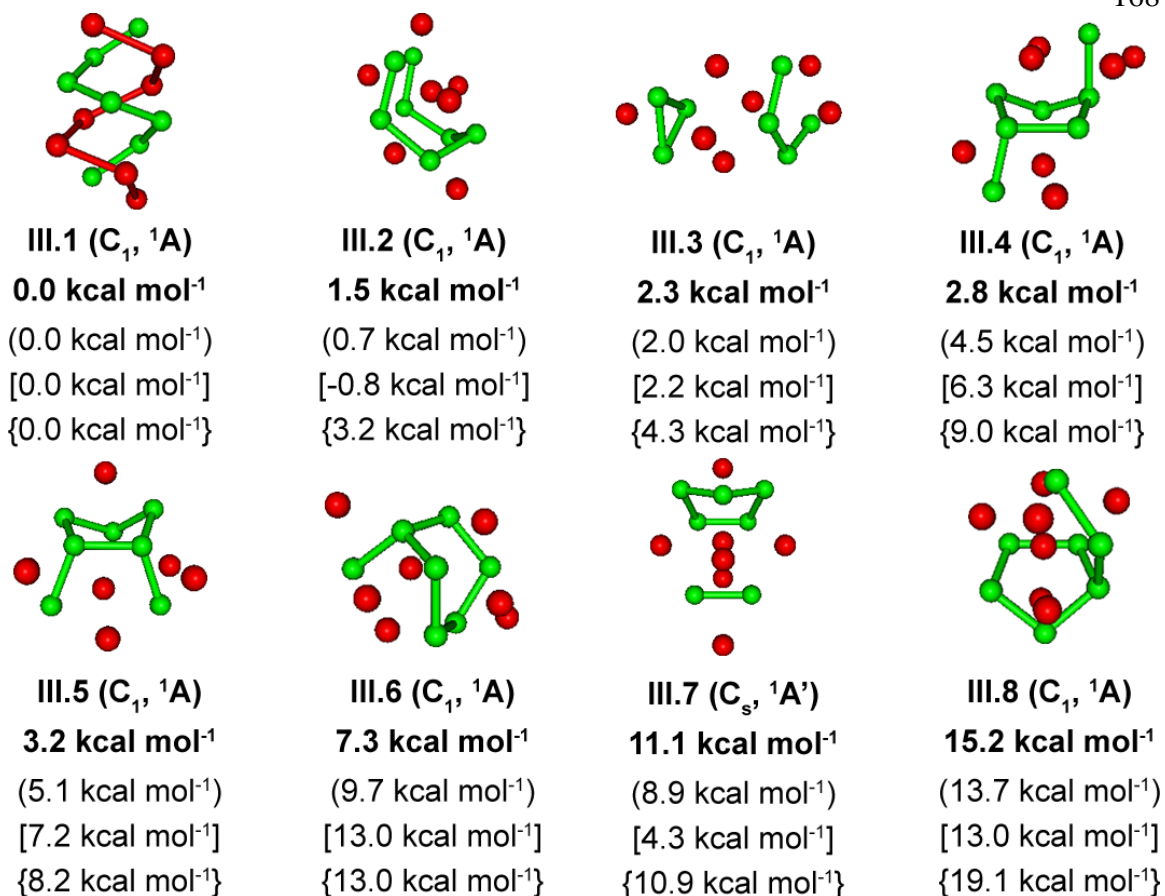 III.1 (C₁, ¹A)
0.0 kcal mol⁻¹
(0.0 kcal mol⁻¹)
[0.0 kcal mol⁻¹]
{0.0 kcal mol⁻¹}
III.2 (C₁, ¹A)
1.5 kcal mol⁻¹
(0.7 kcal mol⁻¹)
[-0.8 kcal mol⁻¹]
{3.2 kcal mol⁻¹}
III.3 (C₁, ¹A)
2.3 kcal mol⁻¹
(2.0 kcal mol⁻¹)
[2.2 kcal mol⁻¹]
{4.3 kcal mol⁻¹}
III.4 (C₁, ¹A)
2.8 kcal mol⁻¹
(4.5 kcal mol⁻¹)
[6.3 kcal mol⁻¹]
{9.0 kcal mol⁻¹}
III.5 (C₁, ¹A)
3.2 kcal mol⁻¹
(5.1 kcal mol⁻¹)
[7.2 kcal mol⁻¹]
{8.2 kcal mol⁻¹}
III.6 (C₁, ¹A)
7.3 kcal mol⁻¹
(9.7 kcal mol⁻¹)
[13.0 kcal mol⁻¹]
{13.0 kcal mol⁻¹}
III.7 (Cₛ, ¹A')
11.1 kcal mol⁻¹
(8.9 kcal mol⁻¹)
[4.3 kcal mol⁻¹]
{10.9 kcal mol⁻¹}
III.8 (C₁, ¹A)
15.2 kcal mol⁻¹
(13.7 kcal mol⁻¹)
[13.0 kcal mol⁻¹]
{19.1 kcal mol⁻¹}